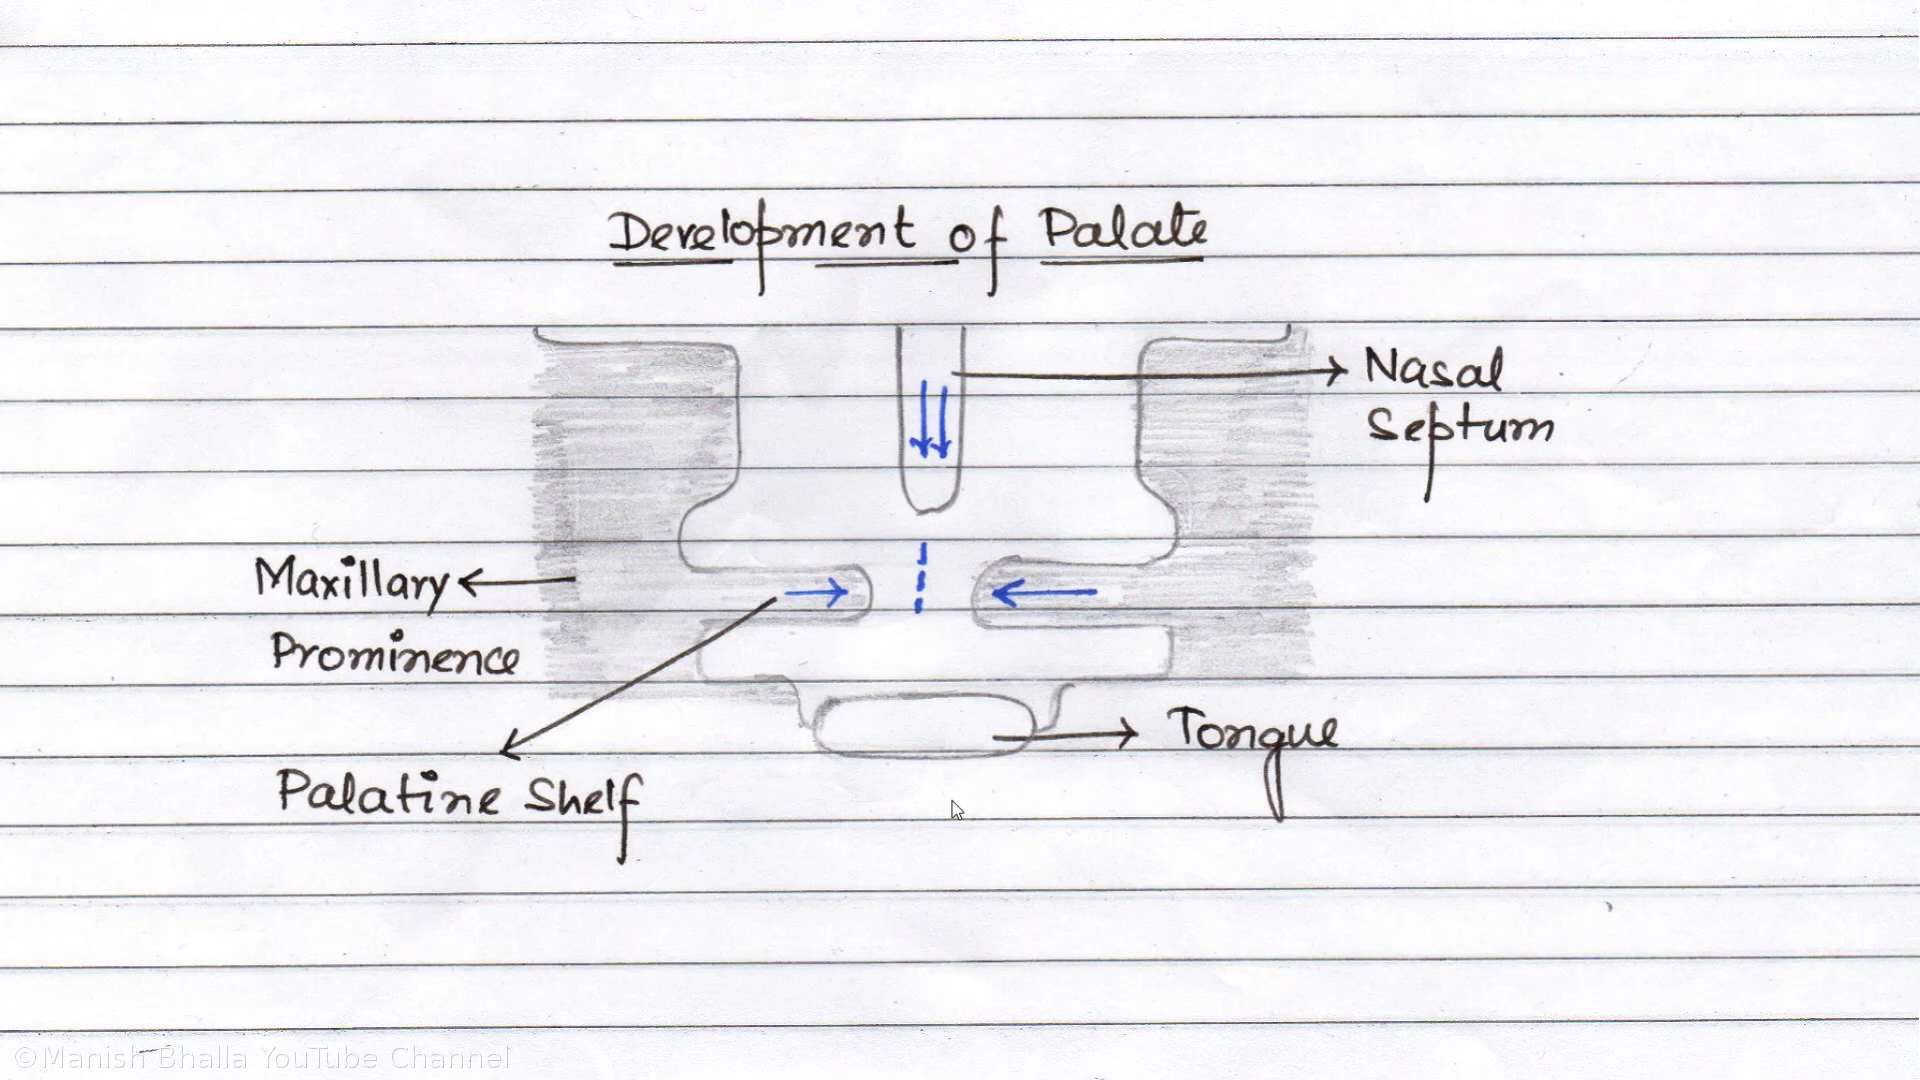 Development of Palate
Nasal
Septum
Maxillary
Prominence
Palatine Shelf
Tongue
©Manish Bhalla YouTube Channel